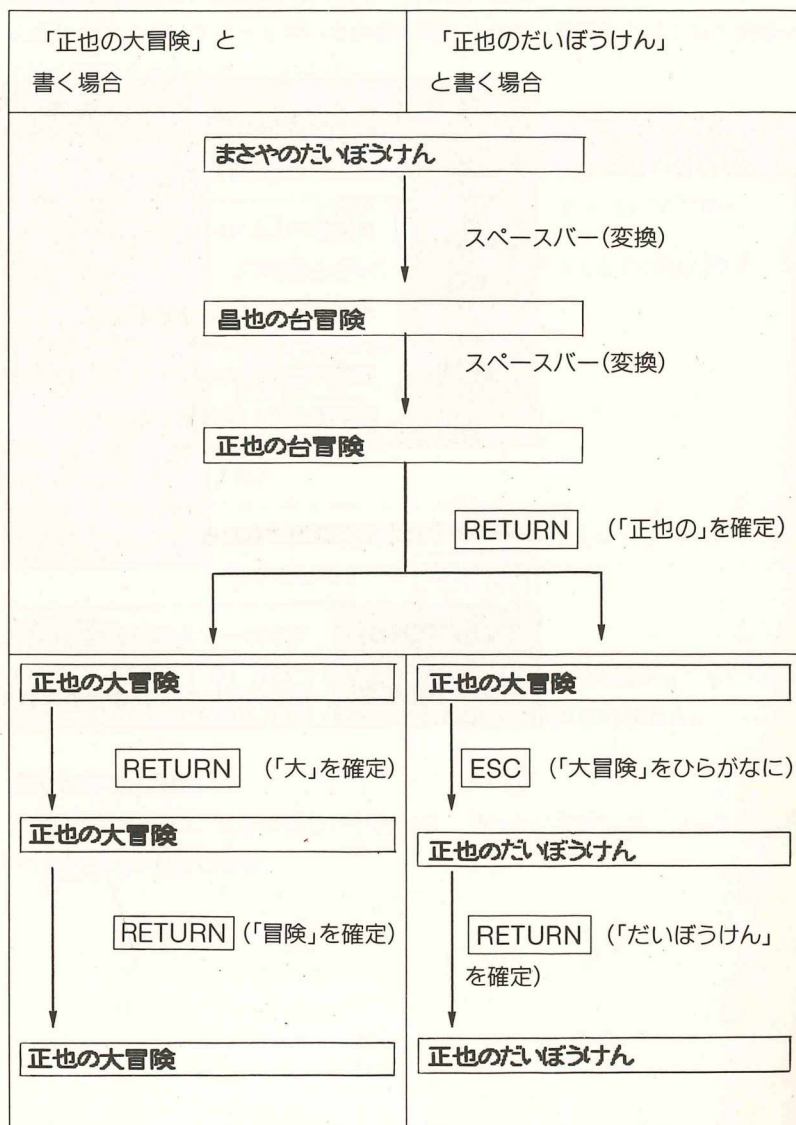 「正也の大冒険」と
書く場合
「正也のだいぼうけん」
と書く場合
まさやのだいぼうけん
スペースバー(変換)
昌也の台冒険
スペースバー(変換)
正也の台冒険
RETURN (「正也の」を確定)
正也の大冒険
RETURN (「大」を確定)
正也の大冒険
RETURN (「冒険」を確定)
正也の大冒険
正也の大冒険
ESC (「大冒険」をひらがなに)
正也のだいぼうけん
RETURN (「だいぼうけん」
を確定)
正也のだいぼうけん